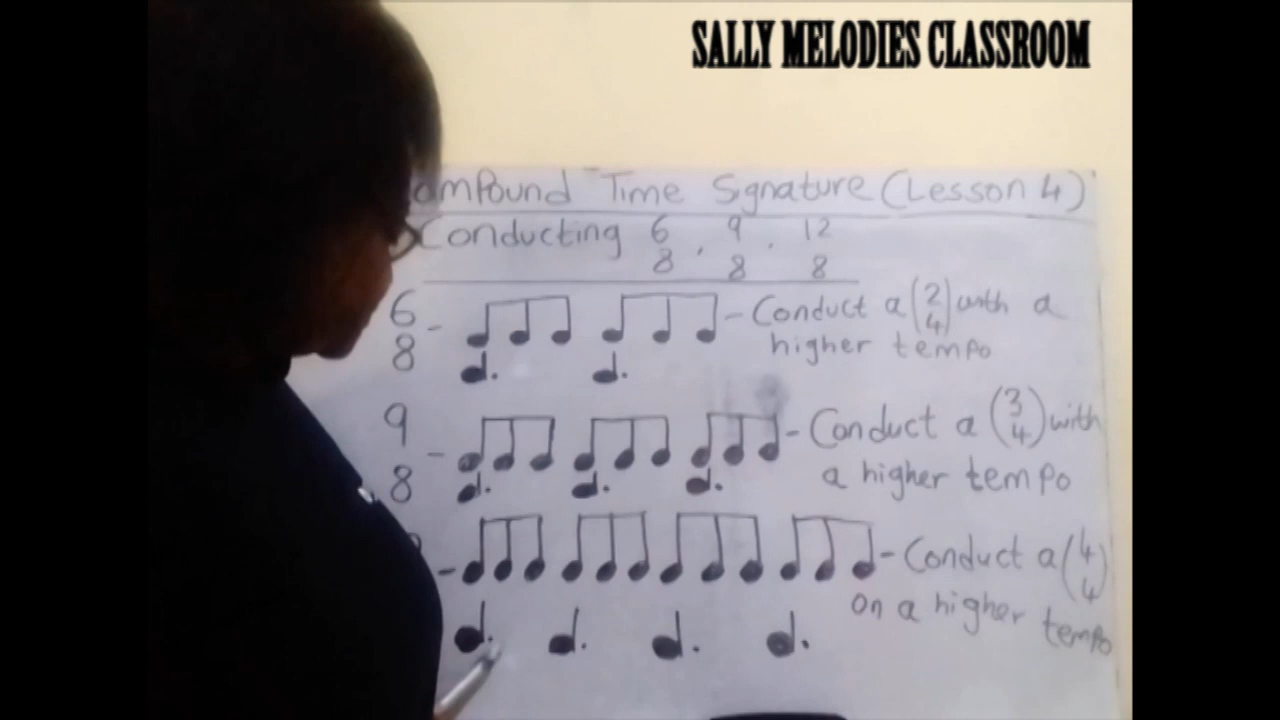 SALLY MELODIES CLASSROOM
ompound Time Signature (Lesson 4)
Conducting 6/8, 9/8, 12/8
6/8 - Conduct a (2/4) with a
higher tempo
9/8 - Conduct a (3/4) with
a higher tempo
- Conduct a (4/4)
on a higher tempo